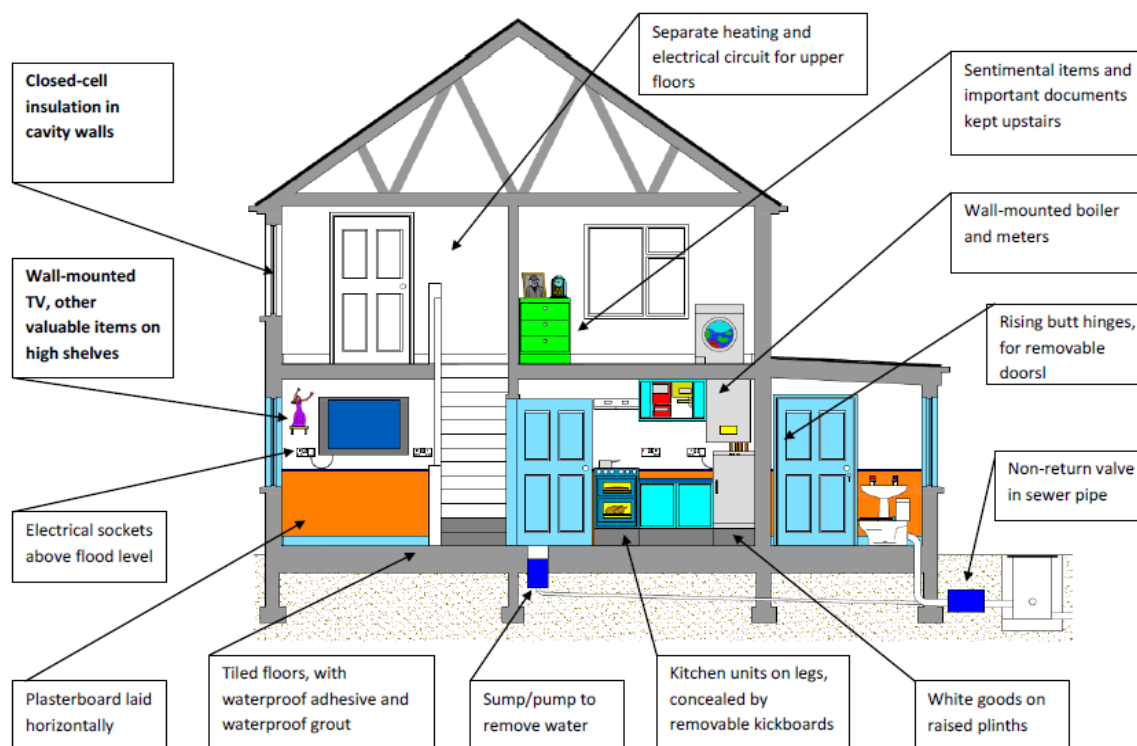 Separate heating and
electrical circuit for upper
floors
Closed-cell
insulation in
cavity walls
Sentimental items and
important documents
kept upstairs
Wall-mounted boiler
and meters
Wall-mounted
TV, other
valuable items on
high shelves
Rising butt hinges,
for removable
doorsl
Non-return valve
in sewer pipe
Electrical sockets
above flood level
Plasterboard laid
horizontally
Tiled floors, with
waterproof adhesive and
waterproof grout
Sump/pump to
remove water
Kitchen units on legs,
concealed by
removable kickboards
White goods on
raised plinths